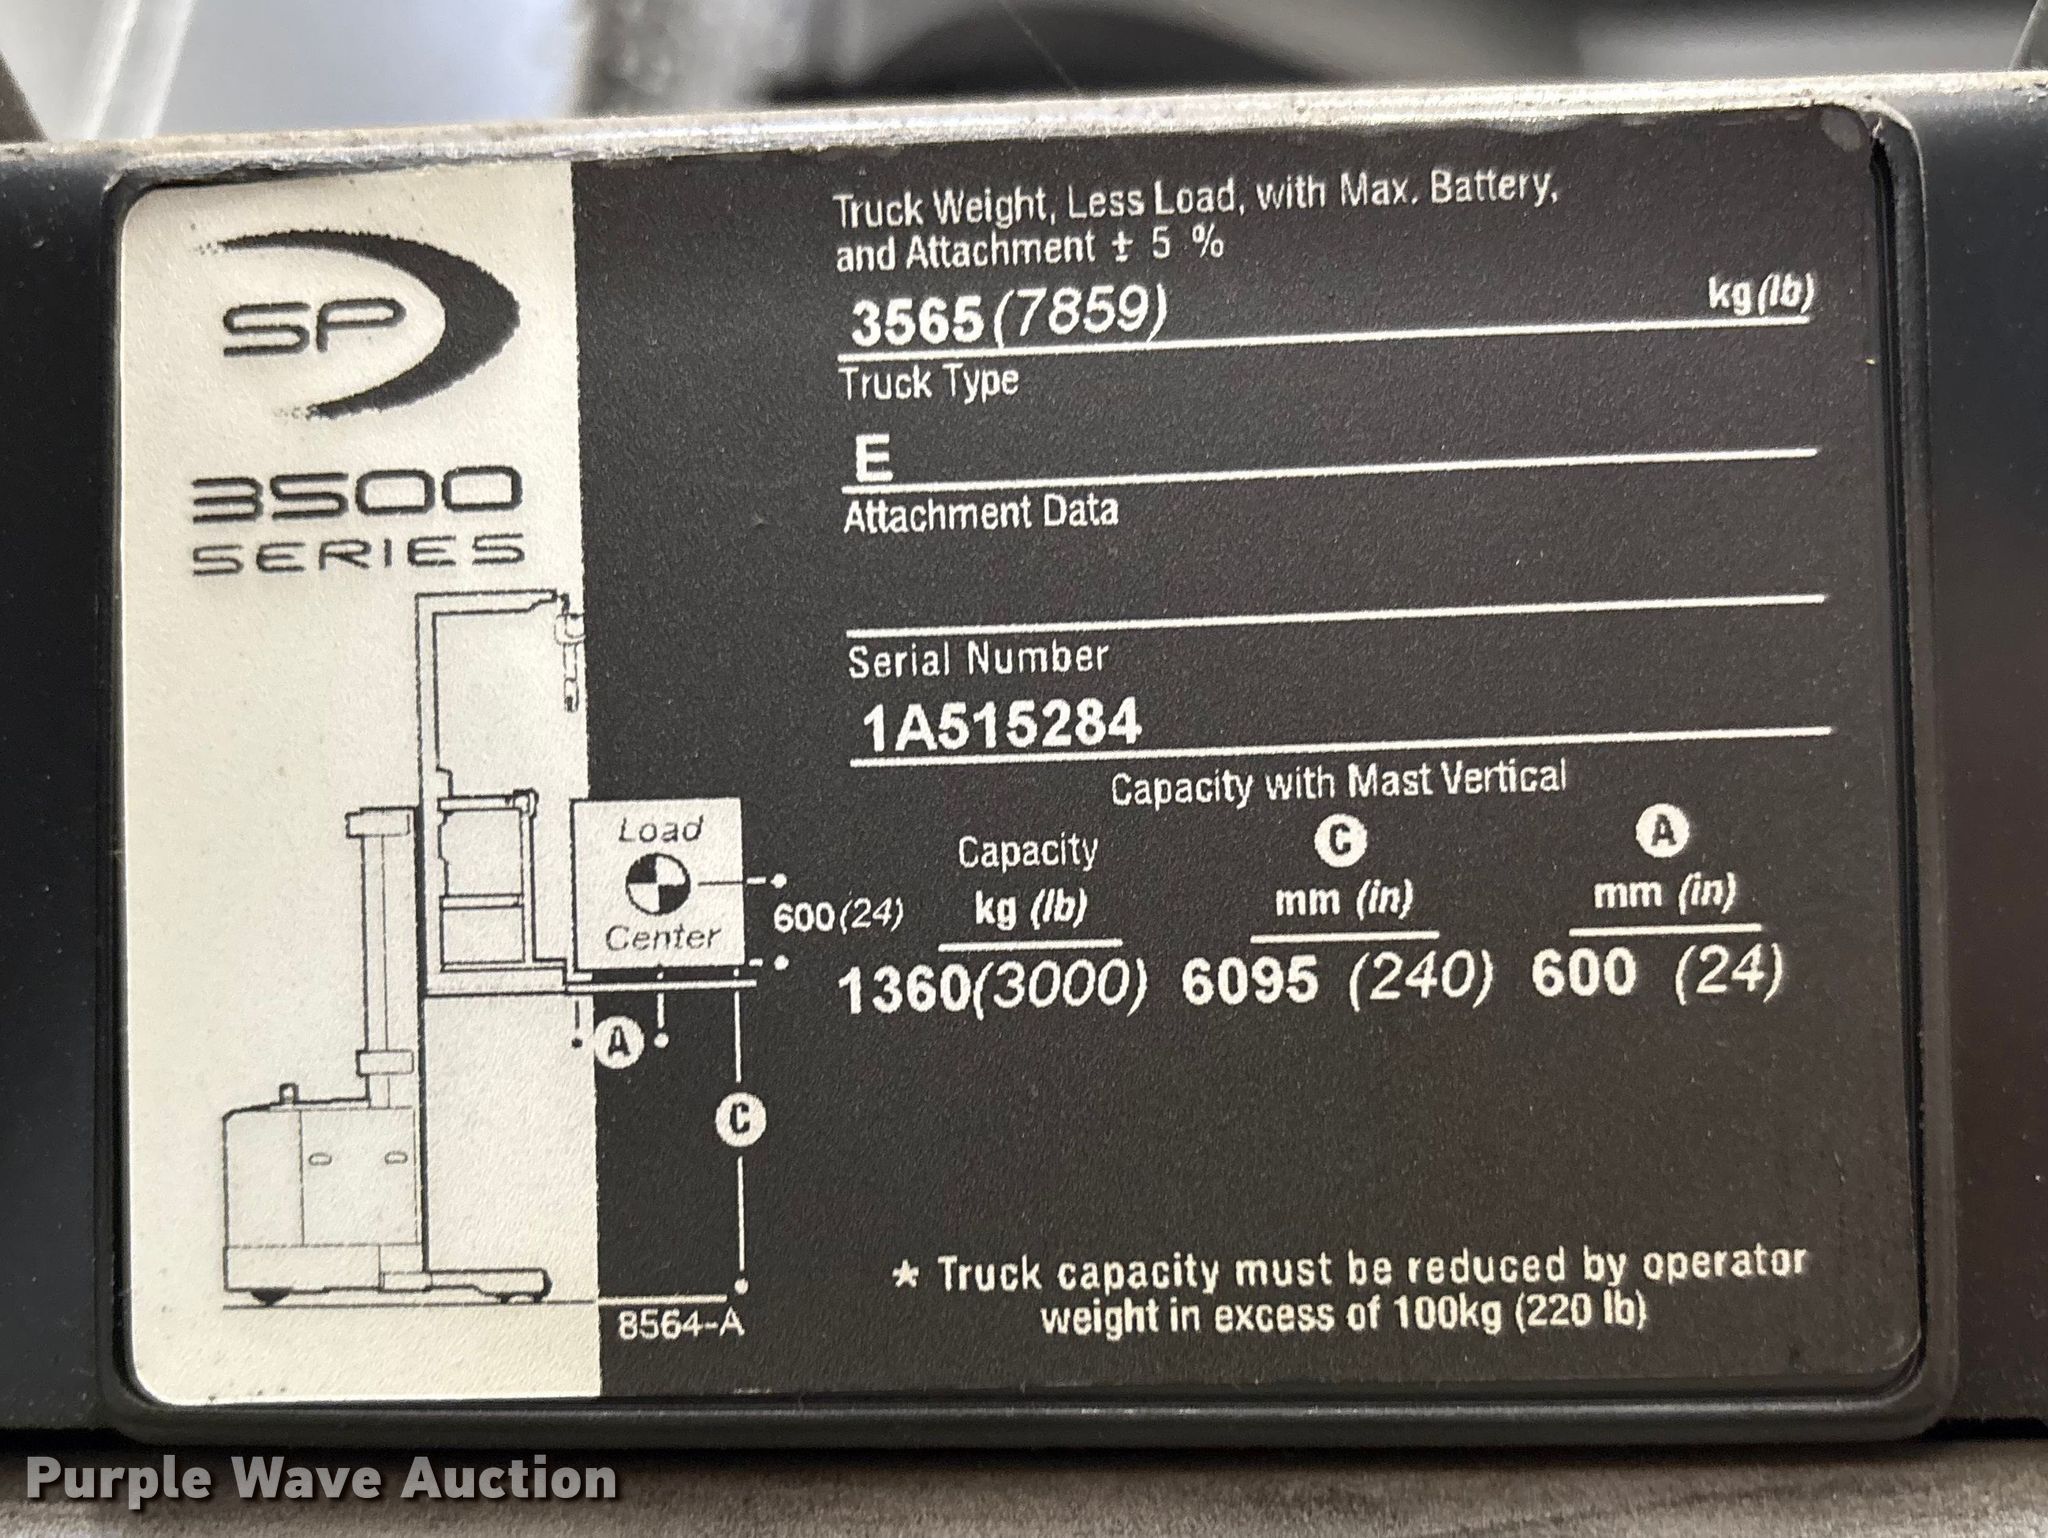 SP
3500
SERIES
Truck Weight, Less Load, with Max. Battery,
and Attachment ± 5 %
3565(7859) kg(lb)
Truck Type
E
Attachment Data
Serial Number
1A515284
Capacity with Mast Vertical
Capacity
kg (lb)
C
mm (in)
A
mm (in)
1360(3000) 6095 (240) 600 (24)
Load
Center
600(24)
A
C
8564-A
* Truck capacity must be reduced by operator
weight in excess of 100kg (220 lb)
Purple Wave Auction